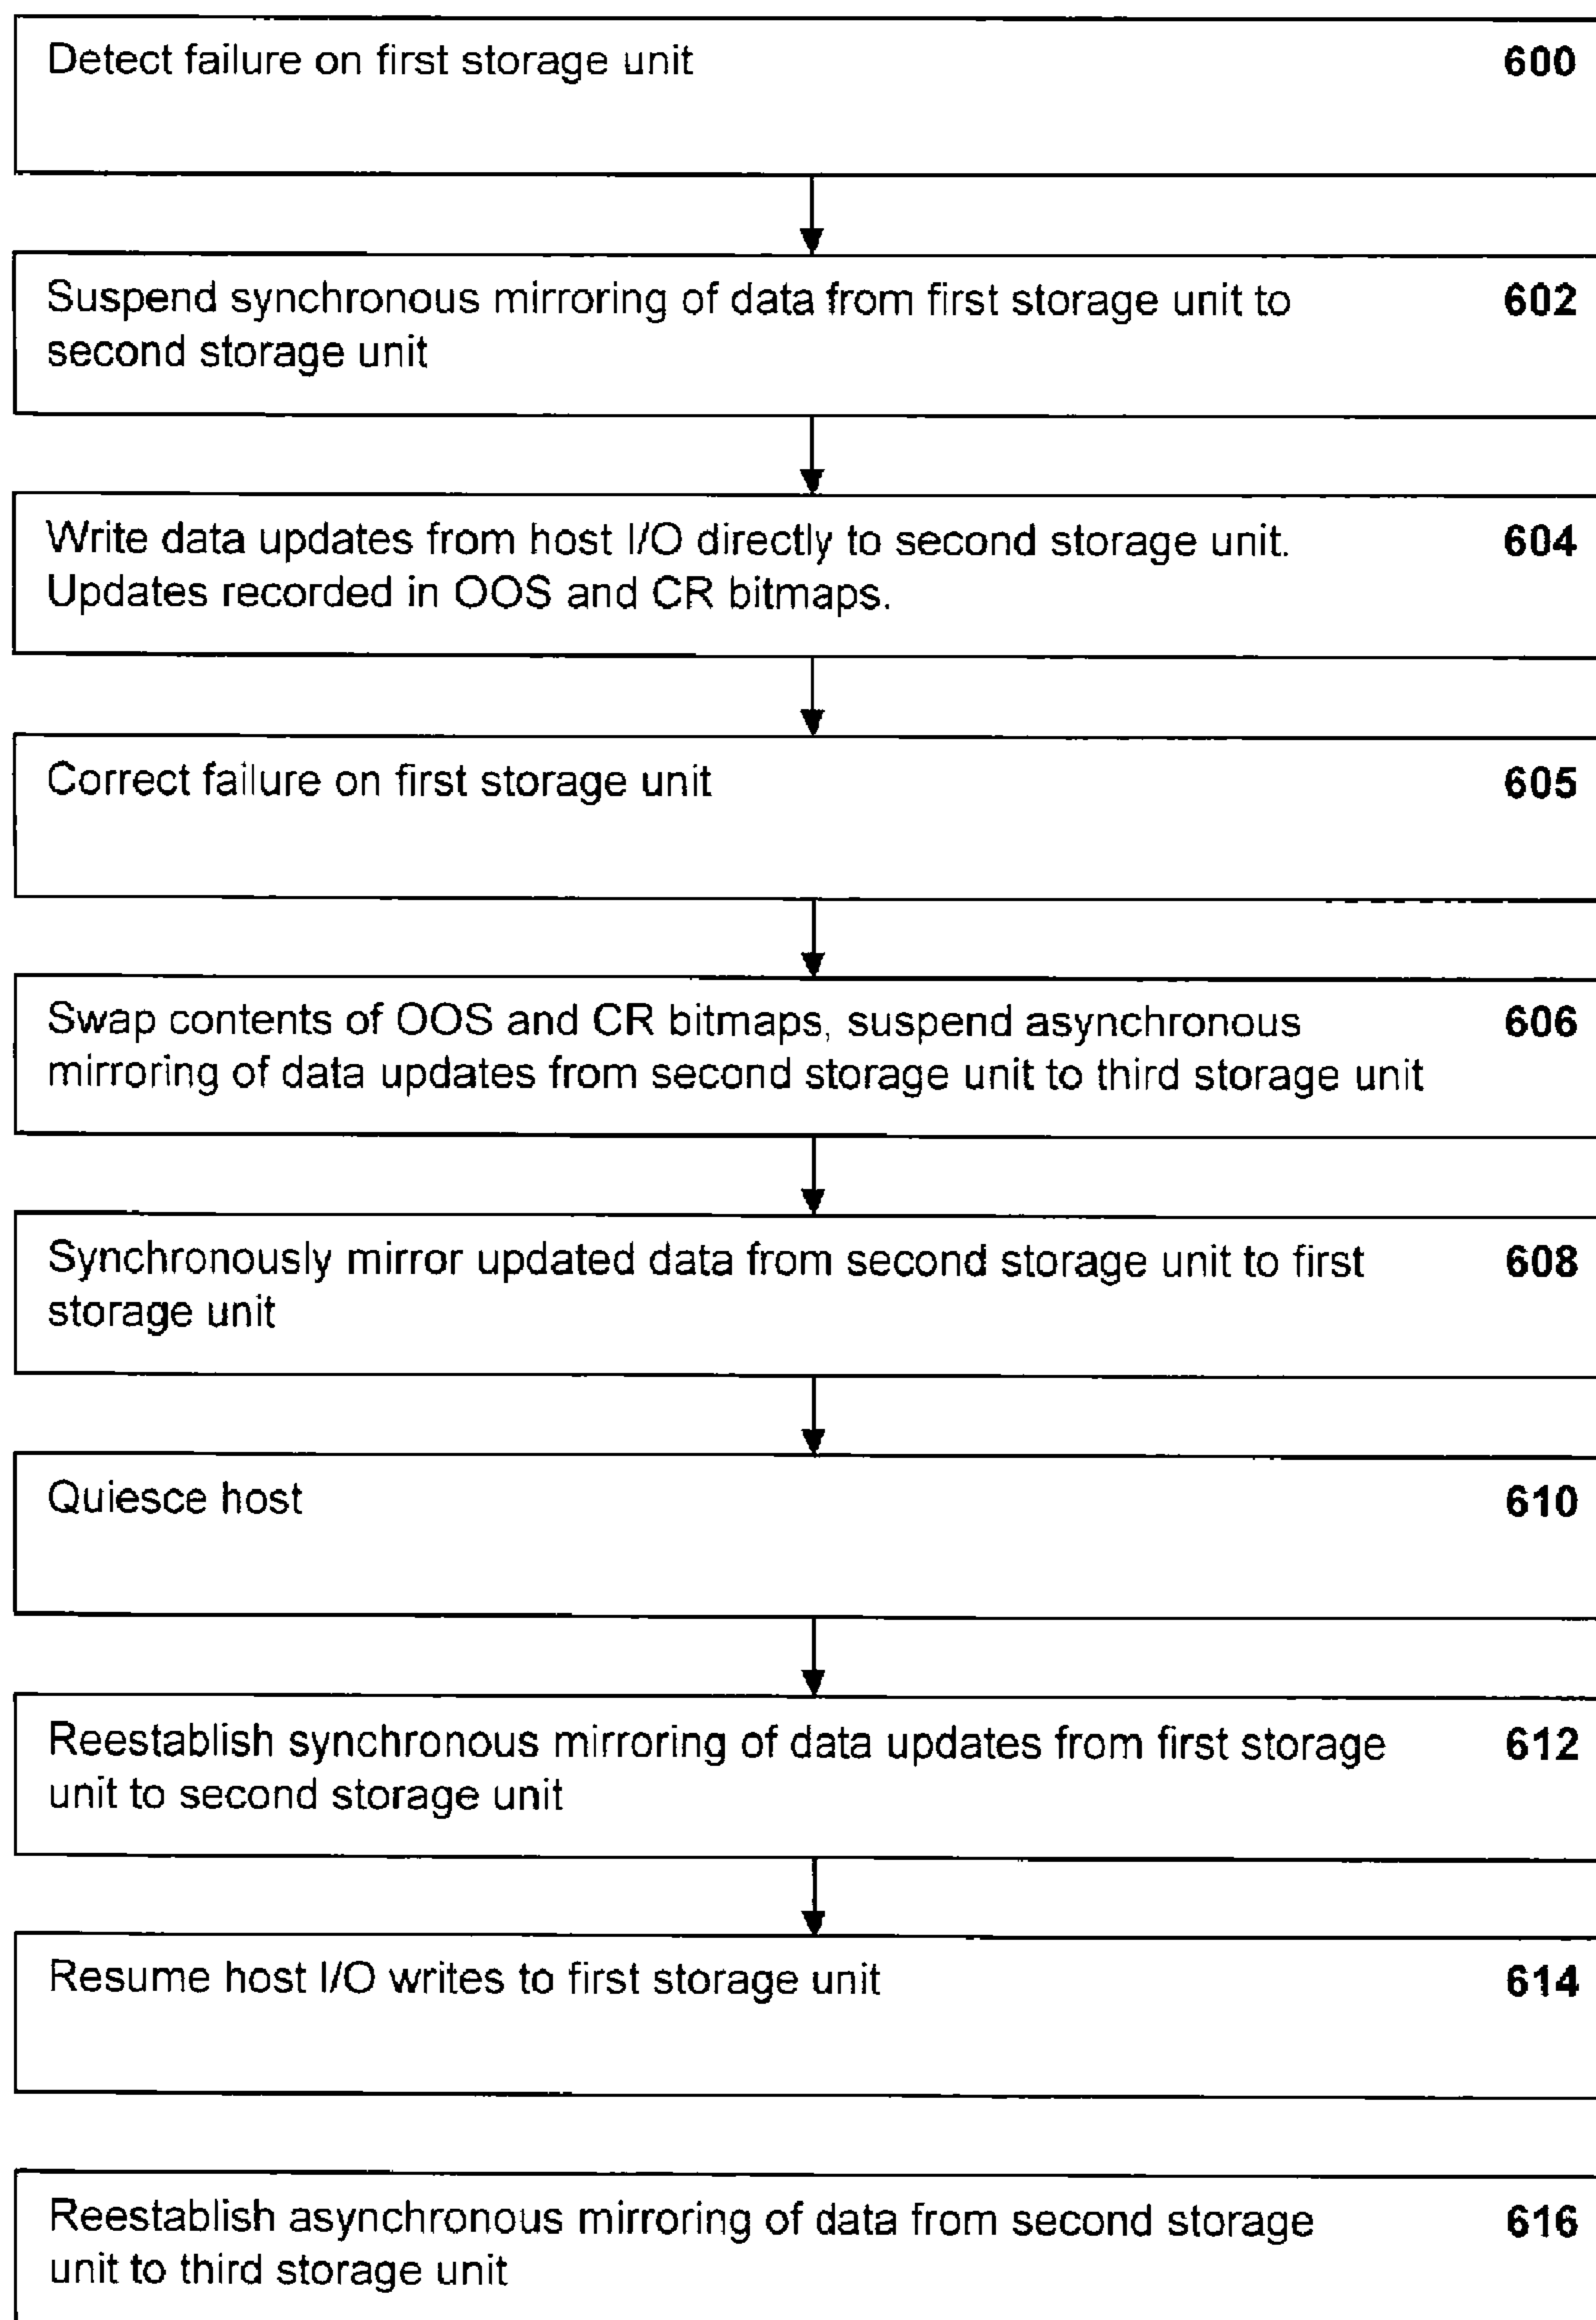 Detect failure on first storage unit 600
Suspend synchronous mirroring of data from first storage unit to 602
second storage unit
Write data updates from host I/O directly to second storage unit. 604
Updates recorded in OOS and CR bitmaps.
Correct failure on first storage unit 605
Swap contents of OOS and CR bitmaps, suspend asynchronous 606
mirroring of data updates from second storage unit to third storage unit
Synchronously mirror updated data from second storage unit to first 608
storage unit
Quiesce host 610
Reestablish synchronous mirroring of data updates from first storage 612
unit to second storage unit
Resume host I/O writes to first storage unit 614
Reestablish asynchronous mirroring of data from second storage 616
unit to third storage unit